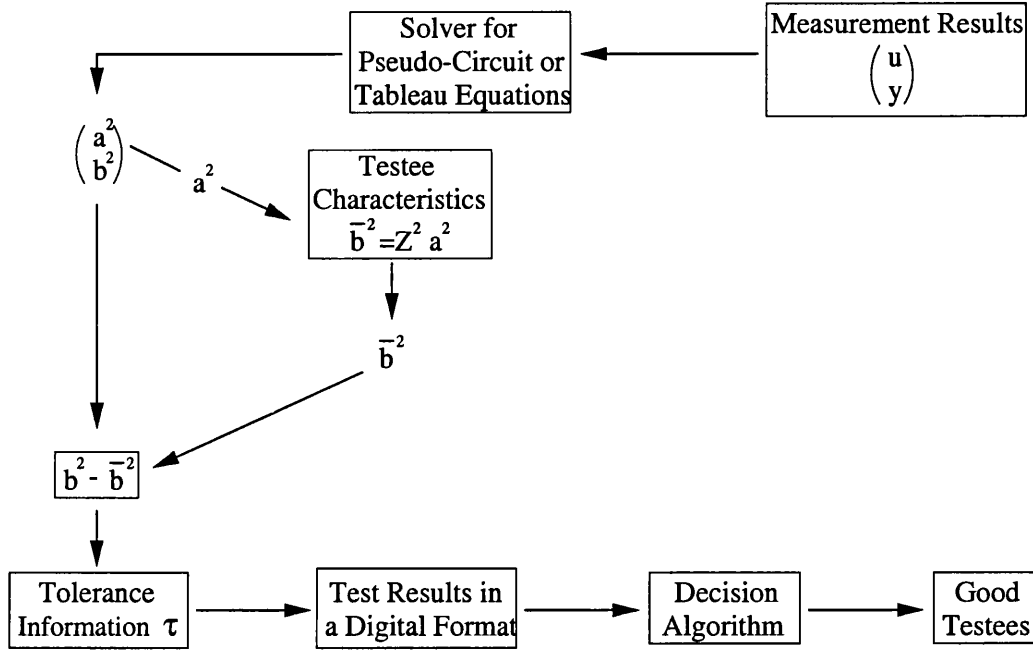 Measurement Results
( u
y )
Solver for
Pseudo-Circuit or
Tableau Equations
( a²
b² )
a²
Testee
Characteristics
b̅²=Z² a²
b̅²
b² - b̅²
Tolerance
Information τ
Test Results in
a Digital Format
Decision
Algorithm
Good
Testees